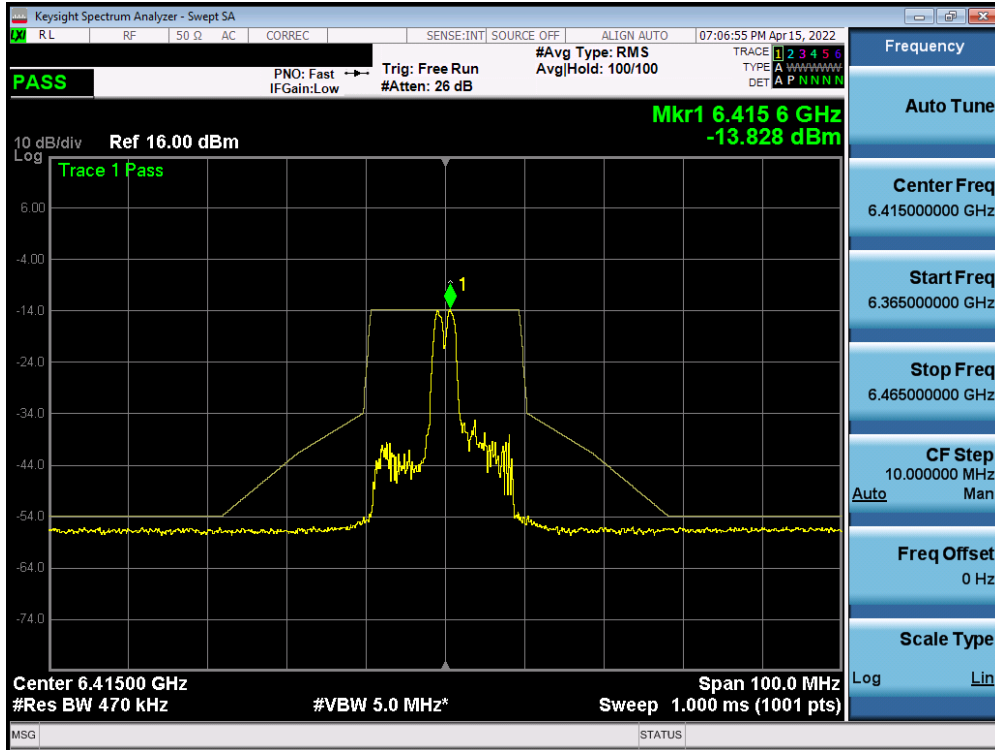 Keysight Spectrum Analyzer - Swept SA
LXI RL RF 50 Ω AC CORREC SENSE:INT SOURCE OFF ALIGN AUTO 07:06:55 PM Apr 15, 2022
PASS
PNO: Fast
IFGain:Low
Trig: Free Run
#Atten: 26 dB
#Avg Type: RMS
Avg|Hold: 100/100
TRACE 1 2 3 4 5 6
TYPE A W W W W W
DET A P N N N N
Mkr1 6.415 6 GHz
-13.828 dBm
10 dB/div Ref 16.00 dBm
Log
Trace 1 Pass
1
6.00
-4.00
-14.0
-24.0
-34.0
-44.0
-54.0
-64.0
-74.0
Center 6.41500 GHz Span 100.0 MHz
#Res BW 470 kHz #VBW 5.0 MHz* Sweep 1.000 ms (1001 pts)
MSG STATUS
Frequency
Auto Tune
Center Freq
6.415000000 GHz
Start Freq
6.365000000 GHz
Stop Freq
6.465000000 GHz
CF Step
10.000000 MHz
Auto Man
Freq Offset
0 Hz
Scale Type
Log Lin